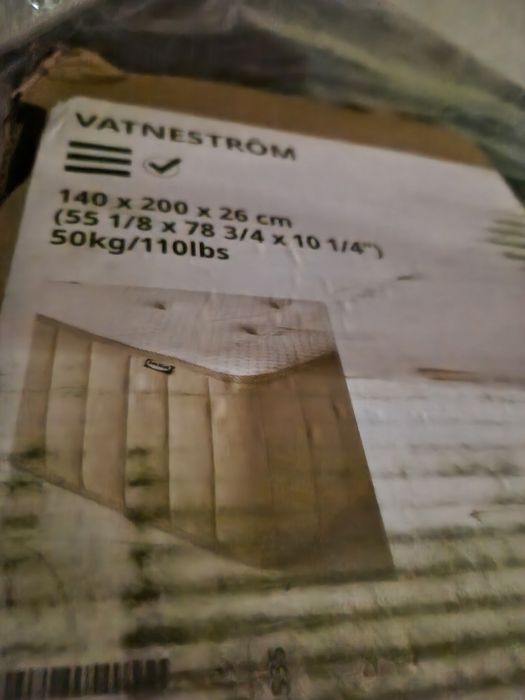 VATNESTRÖM
140 x 200 x 26 cm
(55 1/8 x 78 3/4 x 10 1/4")
50kg/110lbs